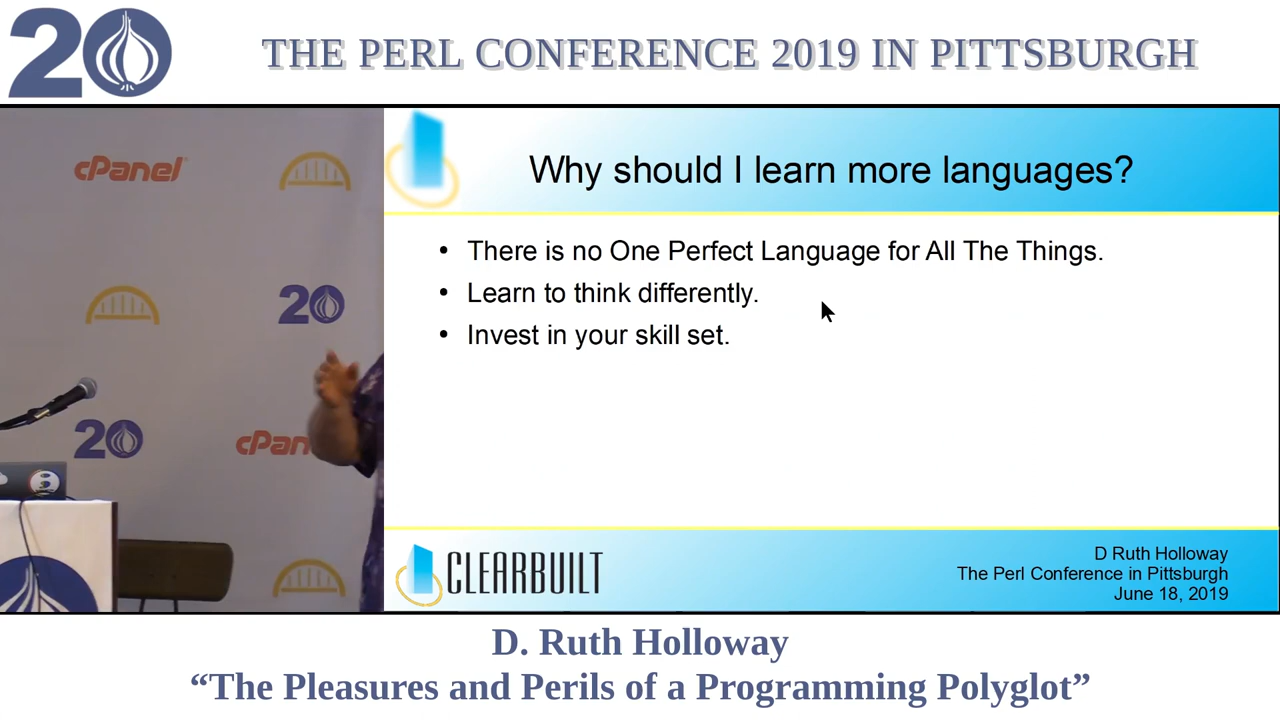 20
THE PERL CONFERENCE 2019 IN PITTSBURGH
cPanel
20
20
cPan
Why should I learn more languages?
• There is no One Perfect Language for All The Things.
• Learn to think differently.
• Invest in your skill set.
CLEARBUILT
D Ruth Holloway
The Perl Conference in Pittsburgh
June 18, 2019
D. Ruth Holloway
“The Pleasures and Perils of a Programming Polyglot”